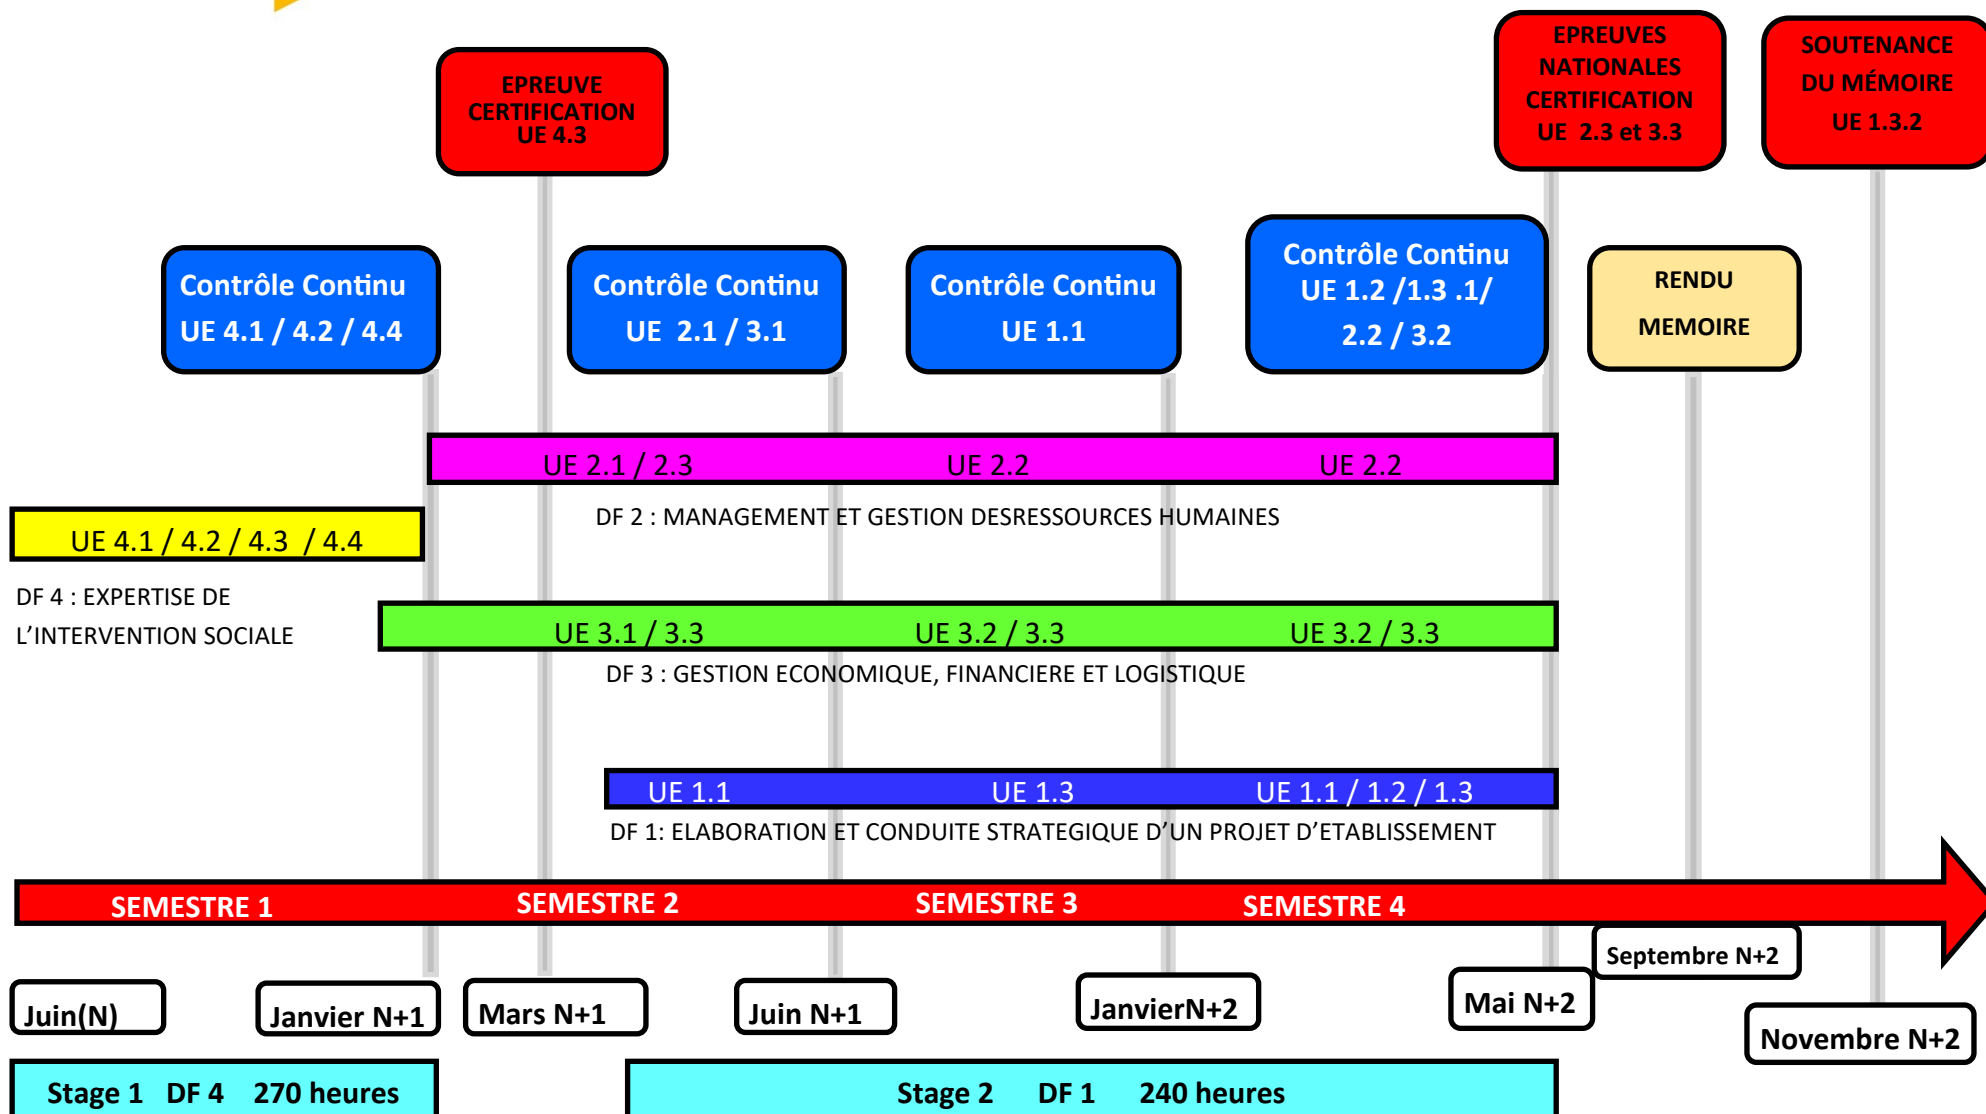 EPREUVE
CERTIFICATION
UE 4.3
EPREUVES
NATIONALES
CERTIFICATION
UE  2.3 et 3.3
SOUTENANCE
DU MÉMOIRE
UE 1.3.2
Contrôle Continu
UE 4.1 / 4.2 / 4.4
Contrôle Continu
UE  2.1 / 3.1
Contrôle Continu
UE 1.1
Contrôle Continu
UE 1.2 /1.3 .1/
2.2 / 3.2
RENDU
MEMOIRE
UE 2.1 / 2.3 UE 2.2 UE 2.2
DF 2 : MANAGEMENT ET GESTION DESRESSOURCES HUMAINES
UE 4.1 / 4.2 / 4.3  / 4.4
DF 4 : EXPERTISE DE
L’INTERVENTION SOCIALE
UE 3.1 / 3.3 UE 3.2 / 3.3 UE 3.2 / 3.3
DF 3 : GESTION ECONOMIQUE, FINANCIERE ET LOGISTIQUE
UE 1.1 UE 1.3 UE 1.1 / 1.2 / 1.3
DF 1: ELABORATION ET CONDUITE STRATEGIQUE D’UN PROJET D’ETABLISSEMENT
SEMESTRE 1 SEMESTRE 2 SEMESTRE 3 SEMESTRE 4
Septembre N+2
Juin(N) Janvier N+1 Mars N+1 Juin N+1 JanvierN+2 Mai N+2
Novembre N+2
Stage 1   DF 4   270 heures
Stage 2      DF 1      240 heures